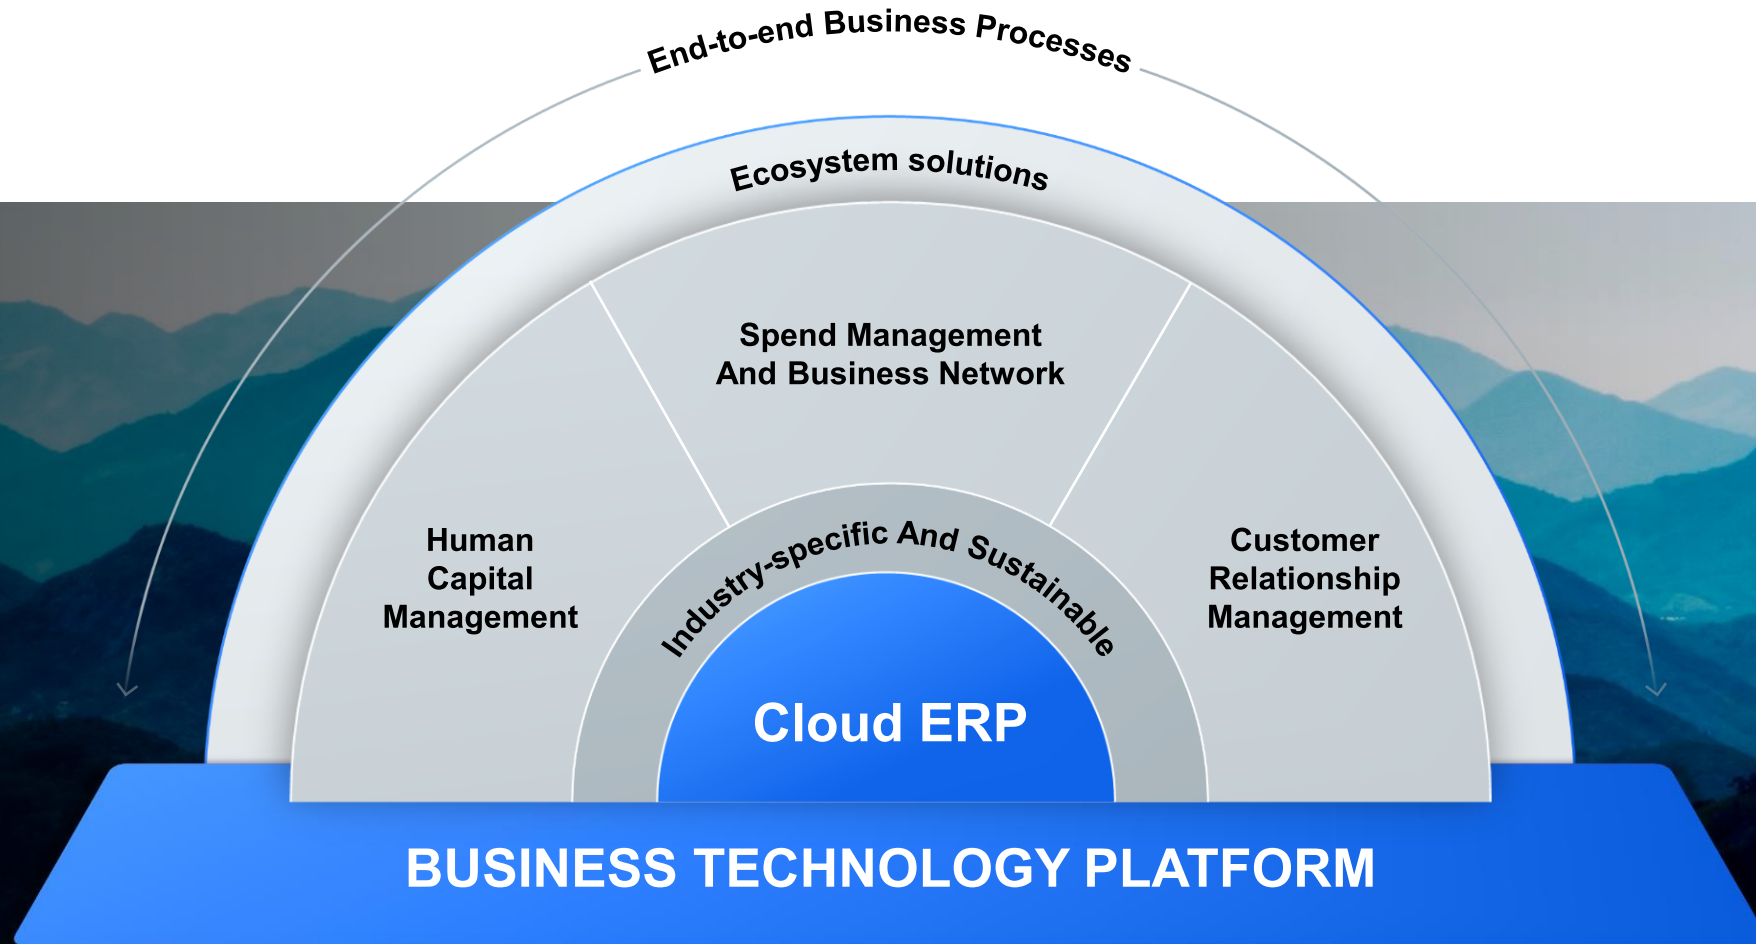 End-to-end Business Processes
Ecosystem solutions
Spend Management
And Business Network
Human
Capital
Management
Customer
Relationship
Management
Industry-specific And Sustainable
Cloud ERP
BUSINESS TECHNOLOGY PLATFORM